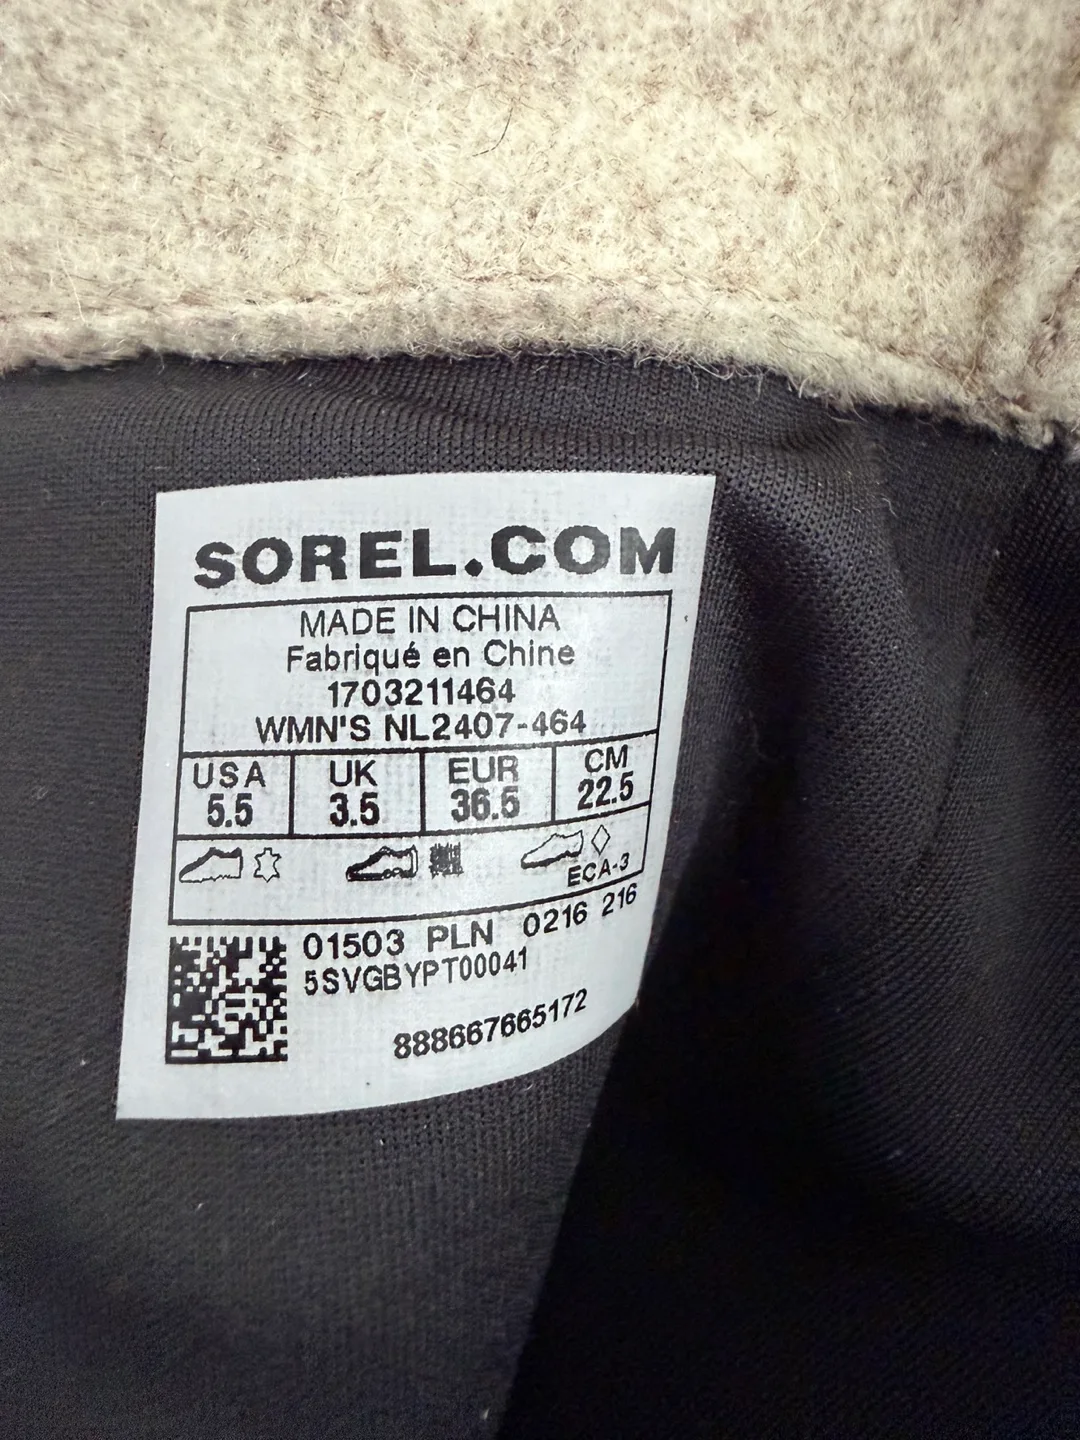 SOREL.COM
MADE IN CHINA
Fabriqué en Chine
1703211464
WMN'S NL2407-464
USA UK EUR CM
5.5 3.5 36.5 22.5
ECA-3
01503 PLN 0216 216
5SVGBYPT00041
888667665172